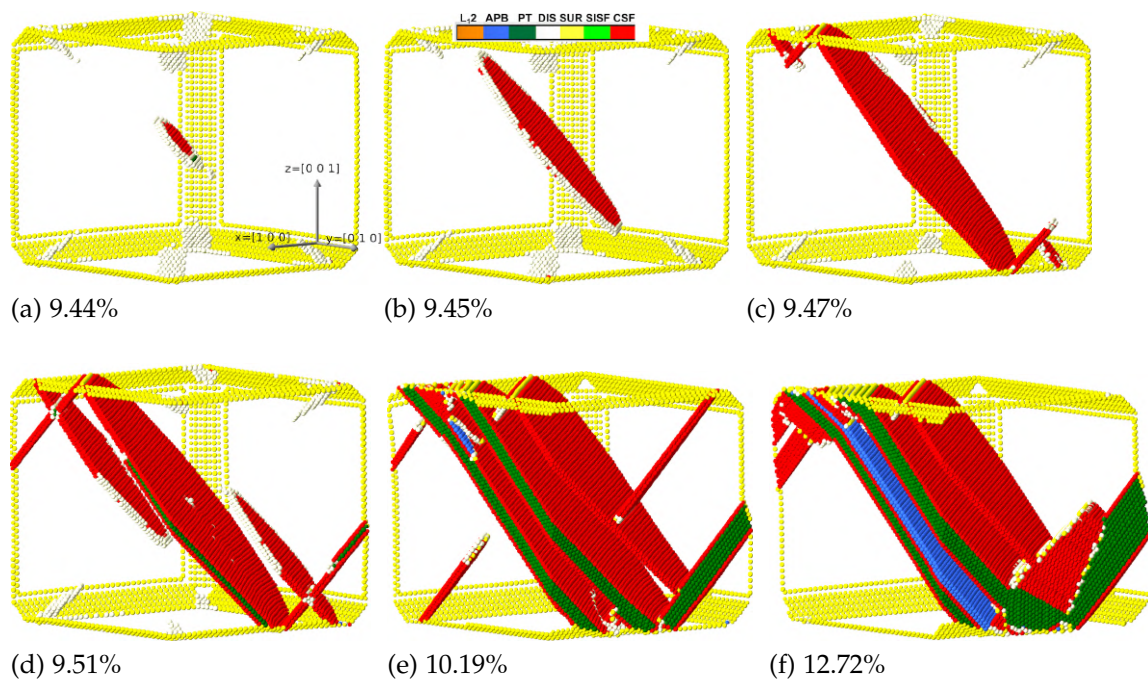 L₁2 APB PT DIS SUR SISF CSF
z=[0 0 1]
x=[1 0 0] y=[0 1 0]
(a) 9.44%
(b) 9.45%
(c) 9.47%
(d) 9.51%
(e) 10.19%
(f) 12.72%